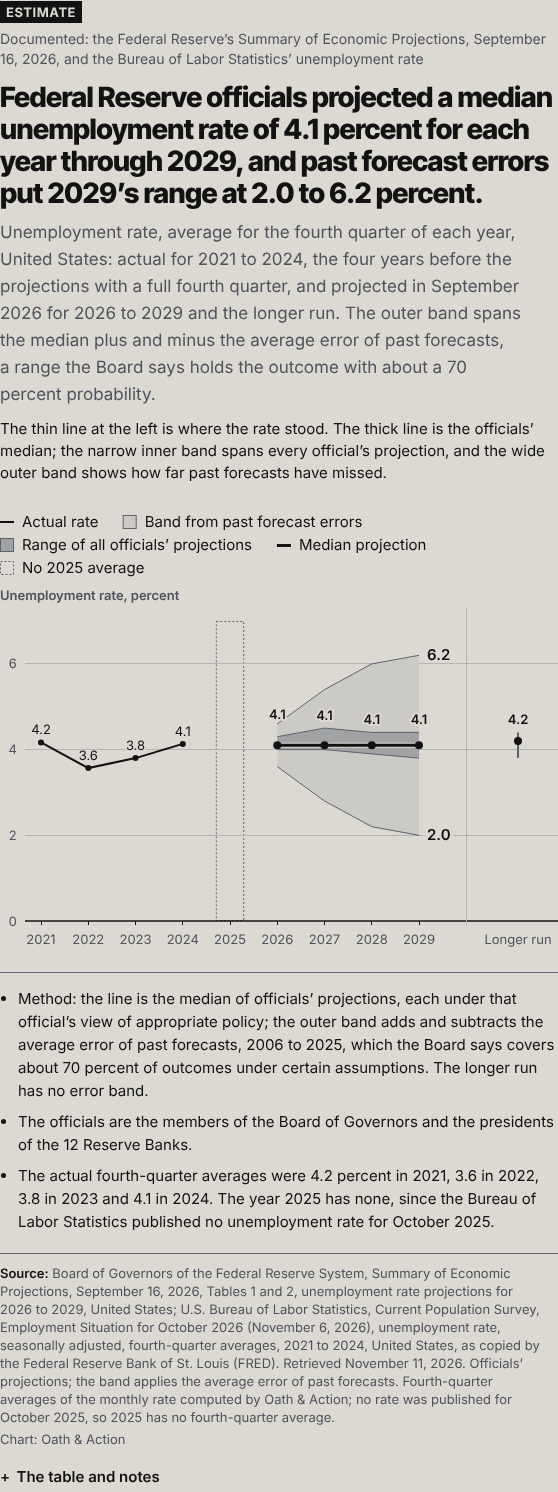 ESTIMATE
Documented: the Federal Reserve’s Summary of Economic Projections, September
16, 2026, and the Bureau of Labor Statistics’ unemployment rate
Federal Reserve officials projected a median
unemployment rate of 4.1 percent for each
year through 2029, and past forecast errors
put 2029’s range at 2.0 to 6.2 percent.
Unemployment rate, average for the fourth quarter of each year,
United States: actual for 2021 to 2024, the four years before the
projections with a full fourth quarter, and projected in September
2026 for 2026 to 2029 and the longer run. The outer band spans
the median plus and minus the average error of past forecasts,
a range the Board says holds the outcome with about a 70
percent probability.
The thin line at the left is where the rate stood. The thick line is the officials’
median; the narrow inner band spans every official’s projection, and the wide
outer band shows how far past forecasts have missed.
Actual rate Band from past forecast errors
Range of all officials’ projections Median projection
No 2025 average
Unemployment rate, percent
6 6.2
4.2 3.6 3.8 4.1 4.1 4.1 4.1 4.1 4.2
4
2 2.0
0
2021 2022 2023 2024 2025 2026 2027 2028 2029 Longer run
• Method: the line is the median of officials’ projections, each under that
official’s view of appropriate policy; the outer band adds and subtracts the
average error of past forecasts, 2006 to 2025, which the Board says covers
about 70 percent of outcomes under certain assumptions. The longer run
has no error band.
• The officials are the members of the Board of Governors and the presidents
of the 12 Reserve Banks.
• The actual fourth-quarter averages were 4.2 percent in 2021, 3.6 in 2022,
3.8 in 2023 and 4.1 in 2024. The year 2025 has none, since the Bureau of
Labor Statistics published no unemployment rate for October 2025.
Source: Board of Governors of the Federal Reserve System, Summary of Economic
Projections, September 16, 2026, Tables 1 and 2, unemployment rate projections for
2026 to 2029, United States; U.S. Bureau of Labor Statistics, Current Population Survey,
Employment Situation for October 2026 (November 6, 2026), unemployment rate,
seasonally adjusted, fourth-quarter averages, 2021 to 2024, United States, as copied by
the Federal Reserve Bank of St. Louis (FRED). Retrieved November 11, 2026. Officials’
projections; the band applies the average error of past forecasts. Fourth-quarter
averages of the monthly rate computed by Oath & Action; no rate was published for
October 2025, so 2025 has no fourth-quarter average.
Chart: Oath & Action
+ The table and notes